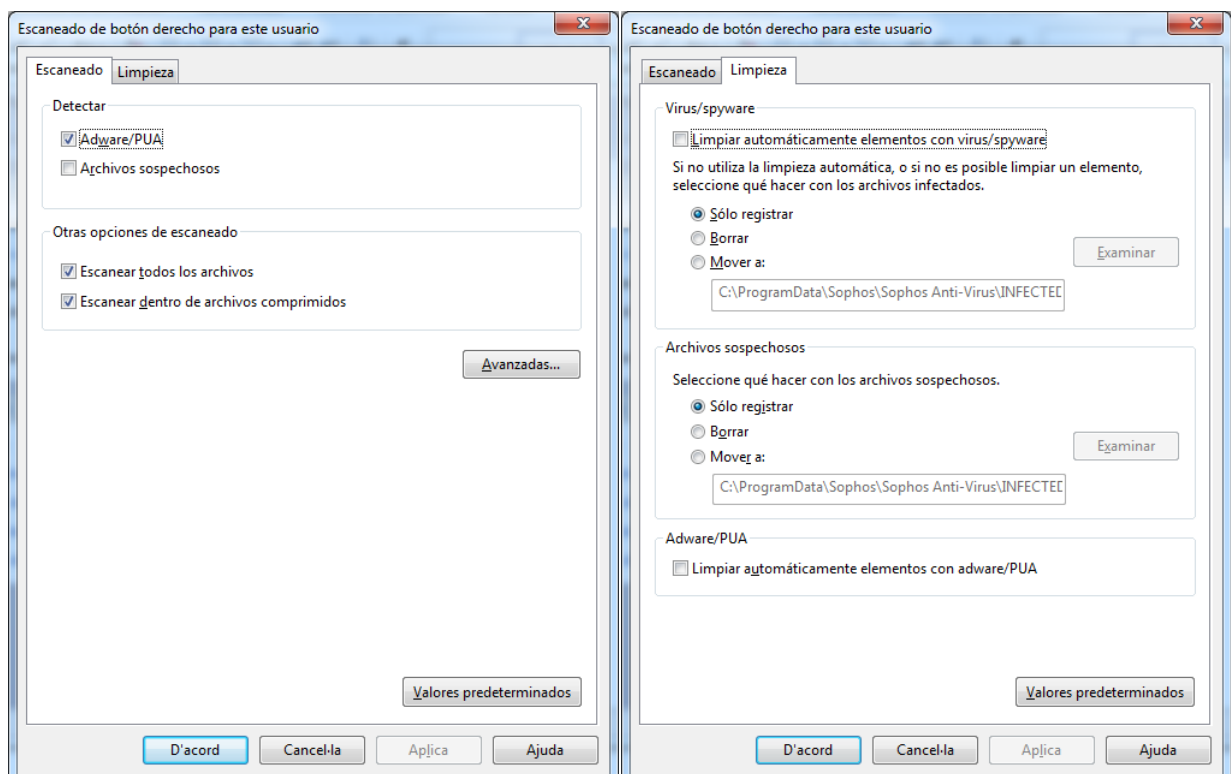 Escaneado de botón derecho para este usuario
Escaneado Limpieza
Detectar
Adware/PUA
Archivos sospechosos
Otras opciones de escaneado
Escanear todos los archivos
Escanear dentro de archivos comprimidos
Avanzadas...
Valores predeterminados
D'acord Cancel·la Aplica Ajuda
Escaneado de botón derecho para este usuario
Escaneado Limpieza
Virus/spyware
Limpiar automáticamente elementos con virus/spyware
Si no utiliza la limpieza automática, o si no es posible limpiar un elemento,
seleccione qué hacer con los archivos infectados.
Sólo registrar
Borrar
Mover a:
Examinar
C:\ProgramData\Sophos\Sophos Anti-Virus\INFECTED
Archivos sospechosos
Seleccione qué hacer con los archivos sospechosos.
Sólo registrar
Borrar
Mover a:
Examinar
C:\ProgramData\Sophos\Sophos Anti-Virus\INFECTED
Adware/PUA
Limpiar automáticamente elementos con adware/PUA
Valores predeterminados
D'acord Cancel·la Aplica Ajuda